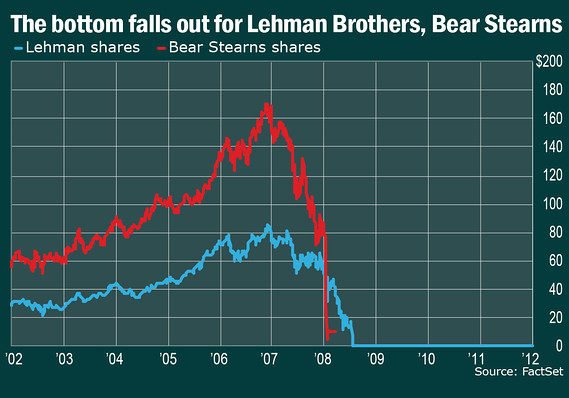 The bottom falls out for Lehman Brothers, Bear Stearns
Lehman shares Bear Stearns shares
$200
180
160
140
120
100
80
60
40
20
0
'02 '03 '04 '05 '06 '07 '08 '09 '10 '11 '12
Source: FactSet